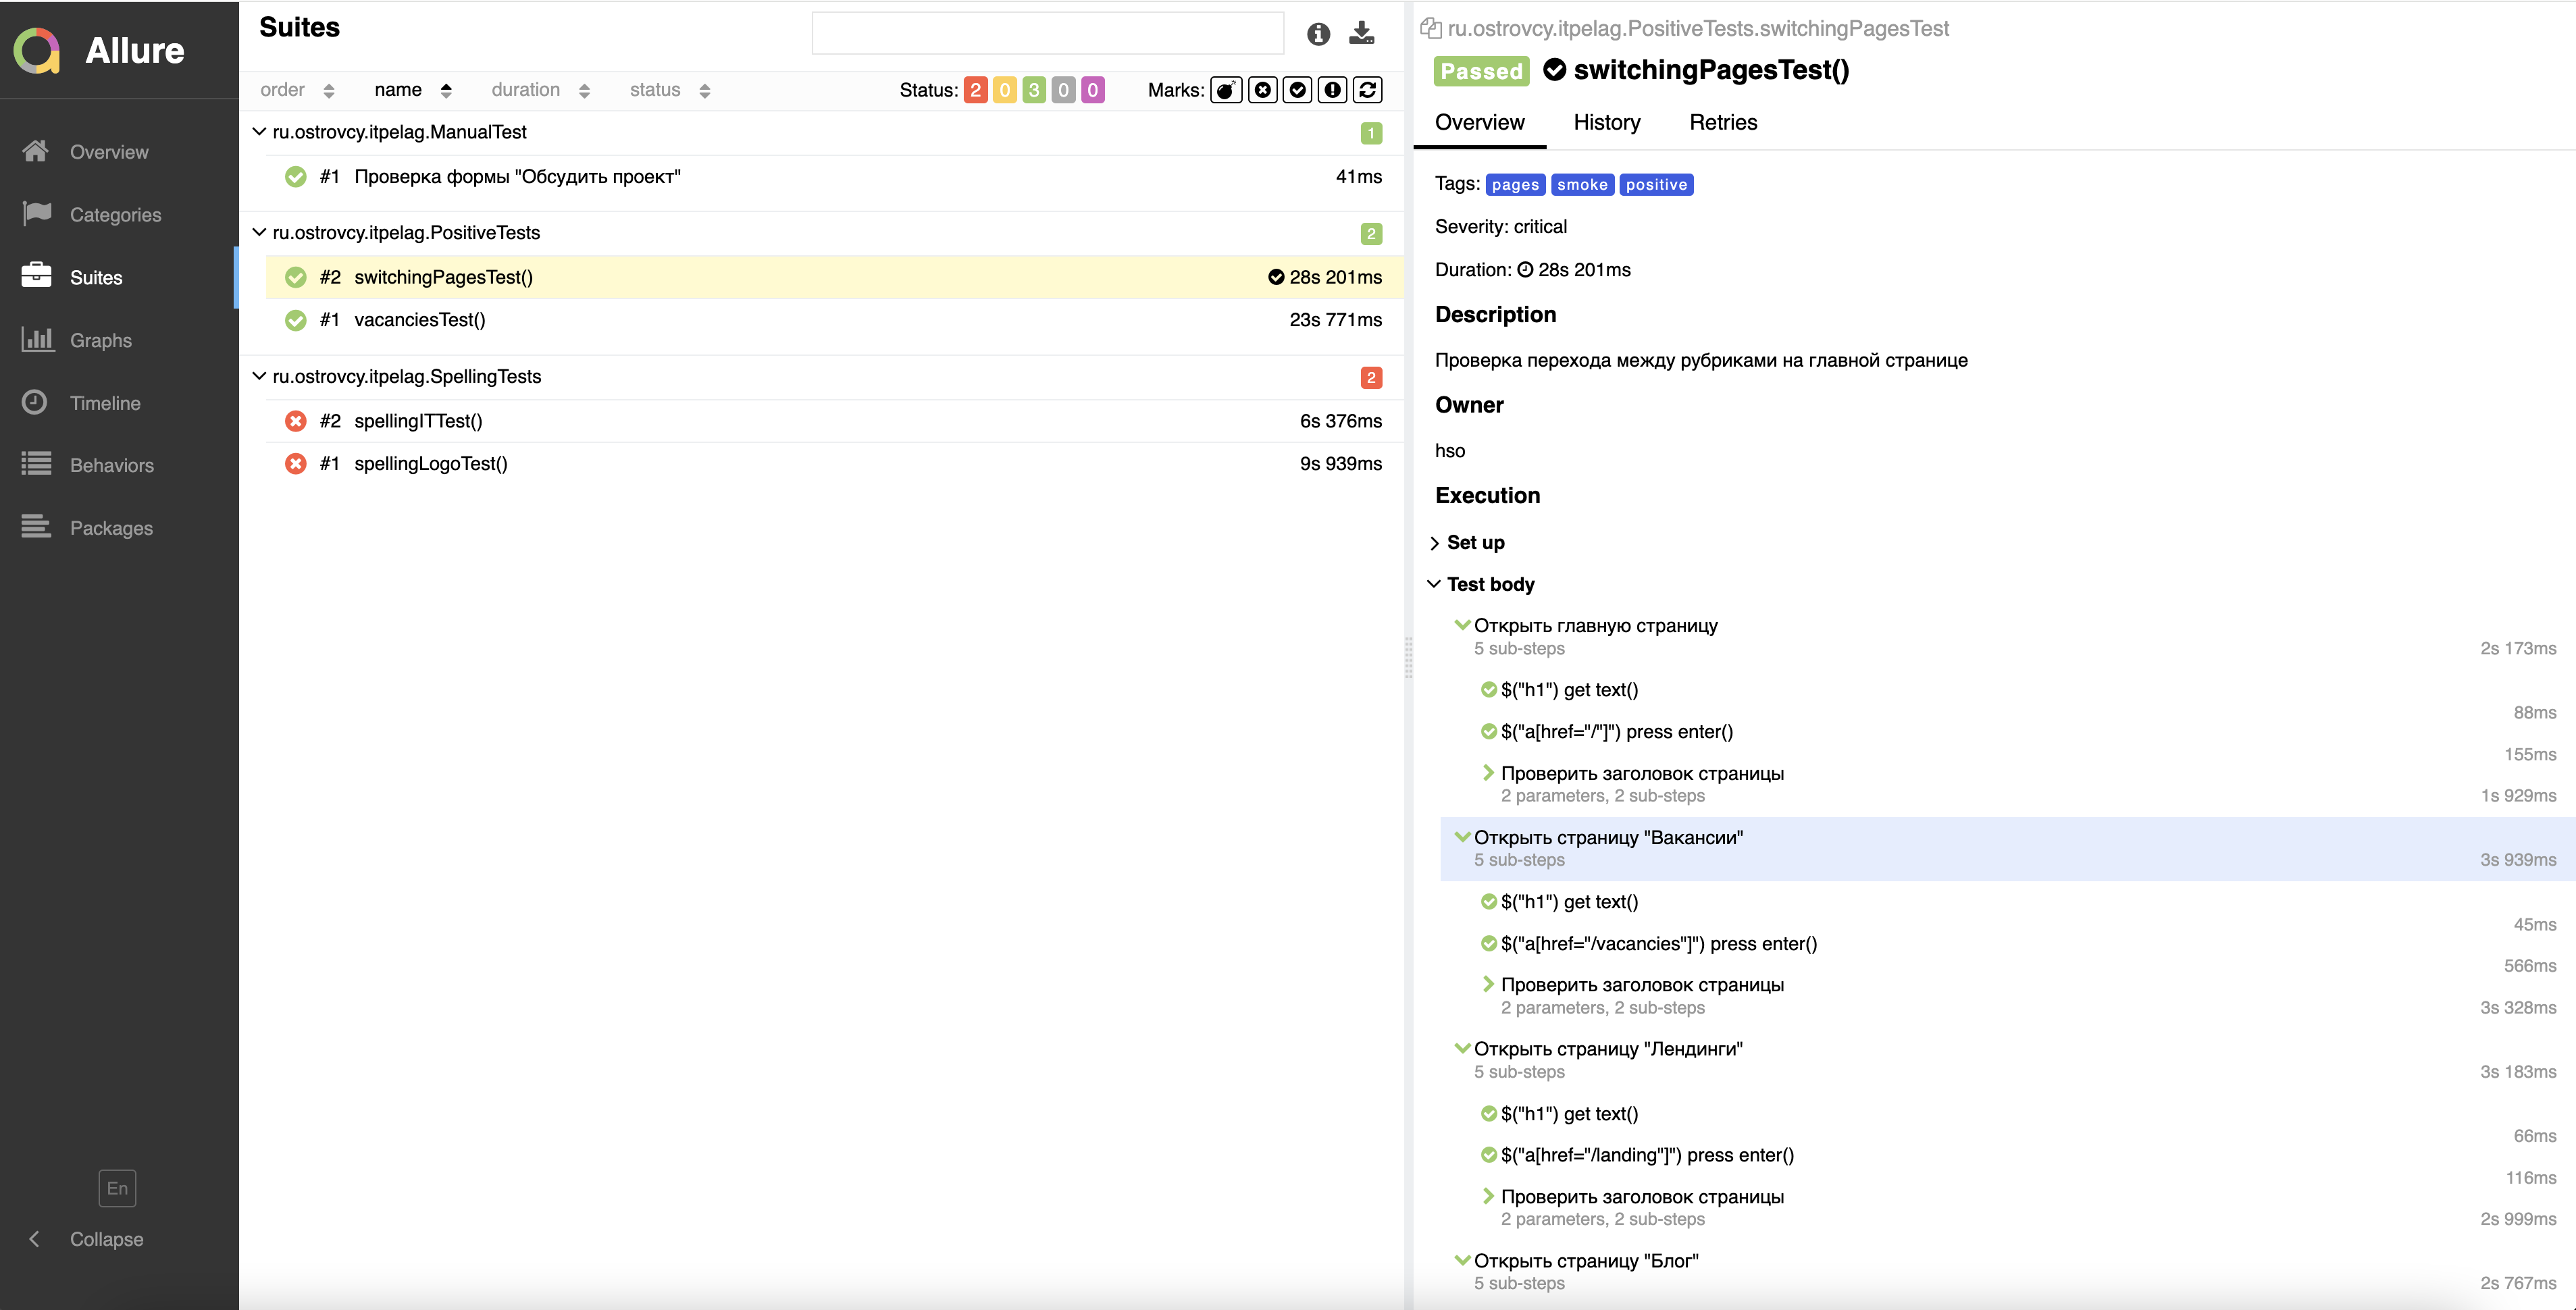 Allure
Overview
Categories
Suites
Graphs
Timeline
Behaviors
Packages
En
Collapse
Suites
order name duration status Status: 2 0 3 0 0 Marks:
ru.ostrovcy.itpelag.ManualTest 1
#1 Проверка формы "Обсудить проект" 41ms
ru.ostrovcy.itpelag.PositiveTests 2
#2 switchingPagesTest() 28s 201ms
#1 vacanciesTest() 23s 771ms
ru.ostrovcy.itpelag.SpellingTests 2
#2 spellingITTest() 6s 376ms
#1 spellingLogoTest() 9s 939ms
ru.ostrovcy.itpelag.PositiveTests.switchingPagesTest
Passed switchingPagesTest()
Overview History Retries
Tags: pages smoke positive
Severity: critical
Duration: 28s 201ms
Description
Проверка перехода между рубриками на главной странице
Owner
hso
Execution
Set up
Test body
Открыть главную страницу
5 sub-steps 2s 173ms
$("h1") get text()
88ms
$("a[href="/"]") press enter()
155ms
Проверить заголовок страницы
2 parameters, 2 sub-steps 1s 929ms
Открыть страницу "Вакансии"
5 sub-steps 3s 939ms
$("h1") get text()
45ms
$("a[href="/vacancies"]") press enter()
566ms
Проверить заголовок страницы
2 parameters, 2 sub-steps 3s 328ms
Открыть страницу "Лендинги"
5 sub-steps 3s 183ms
$("h1") get text()
66ms
$("a[href="/landing"]") press enter()
116ms
Проверить заголовок страницы
2 parameters, 2 sub-steps 2s 999ms
Открыть страницу "Блог"
5 sub-steps 2s 767ms